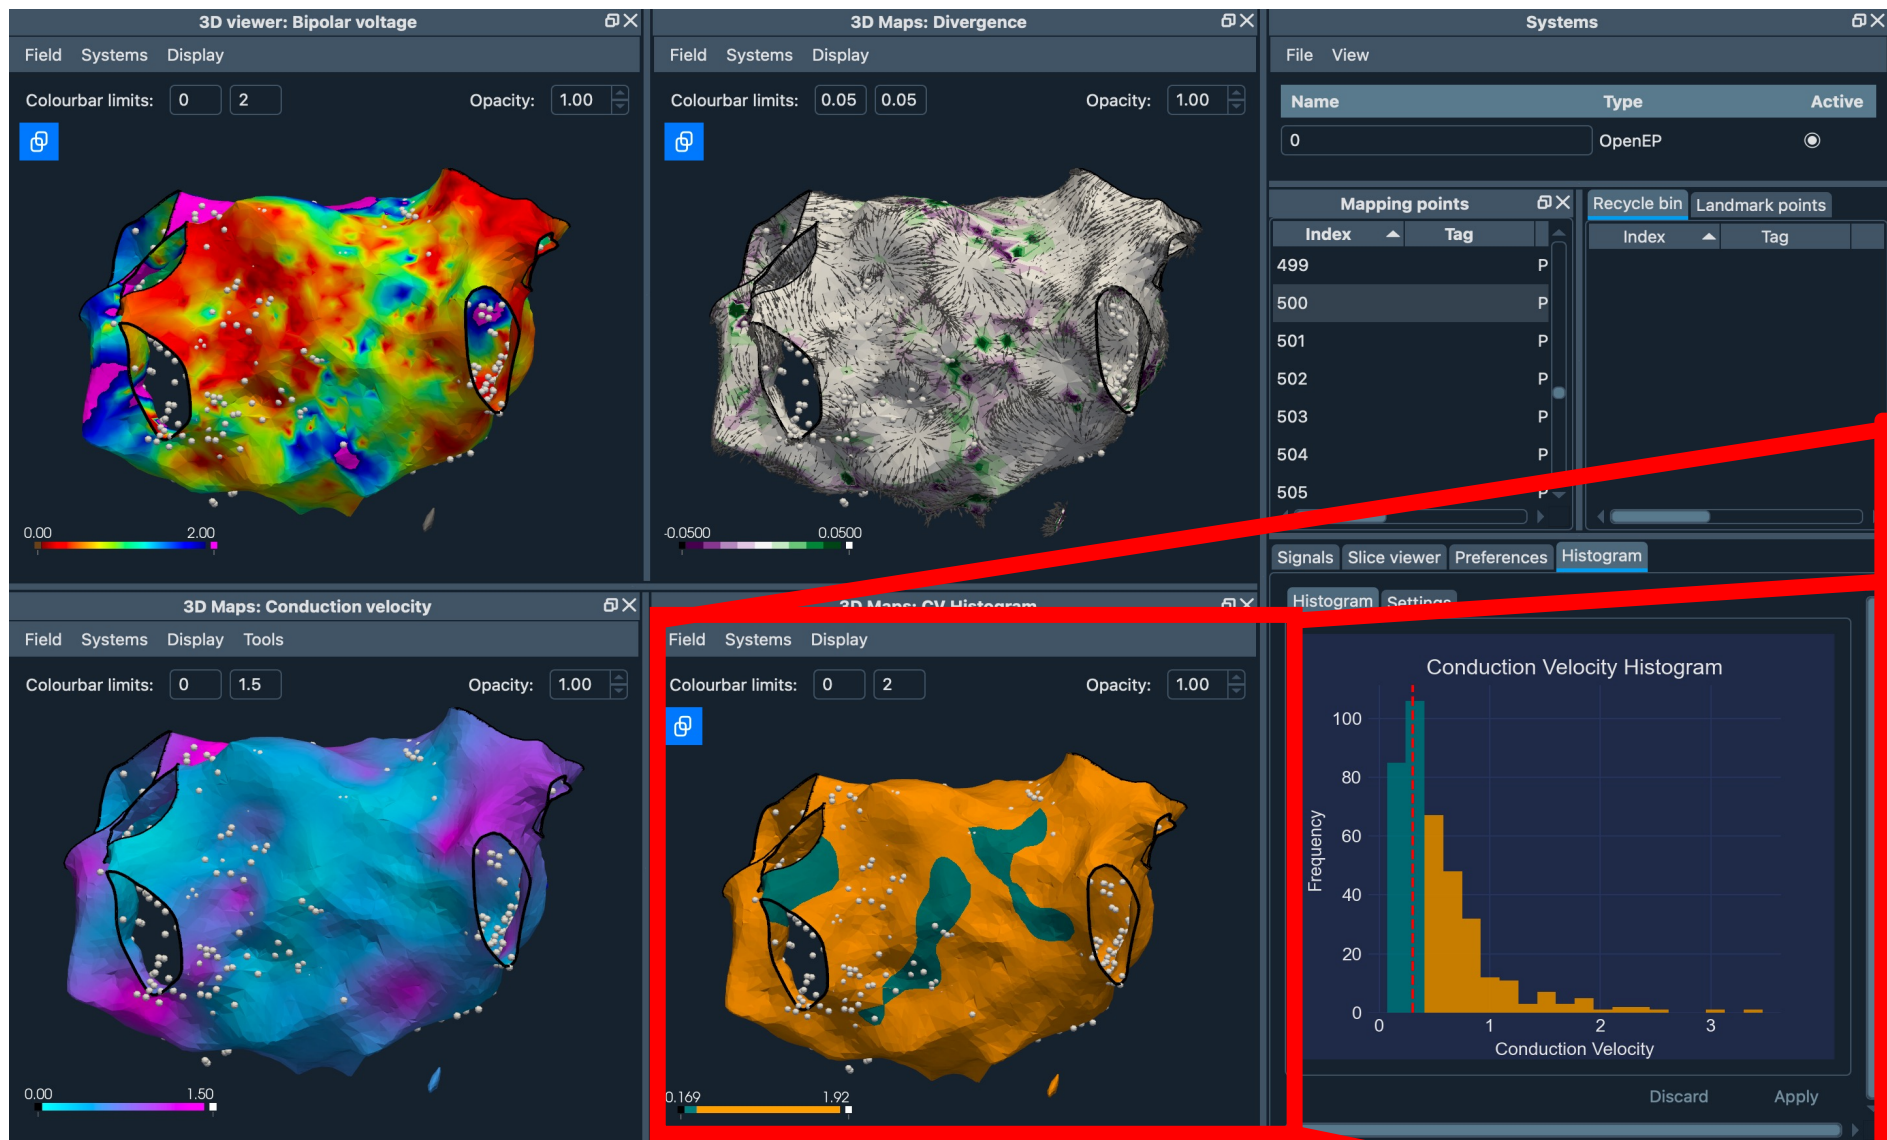 3D viewer: Bipolar voltage
Field Systems Display
Colourbar limits: 0 2 Opacity: 1.00
0.00 2.00
3D Maps: Divergence
Field Systems Display
Colourbar limits: 0.05 0.05 Opacity: 1.00
-0.0500 0.0500
Systems
File View
Name Type Active
0 OpenEP
Mapping points
Index Tag
499 P
500 P
501 P
502 P
503 P
504 P
505 P
Recycle bin Landmark points
Index Tag
3D Maps: Conduction velocity
Field Systems Display Tools
Colourbar limits: 0 1.5 Opacity: 1.00
0.00 1.50
3D Maps: CV Histogram
Field Systems Display
Colourbar limits: 0 2 Opacity: 1.00
0.169 1.92
Signals Slice viewer Preferences Histogram
Histogram Settings
Conduction Velocity Histogram
Frequency
100
80
60
40
20
0
0 1 2 3
Conduction Velocity
Discard Apply